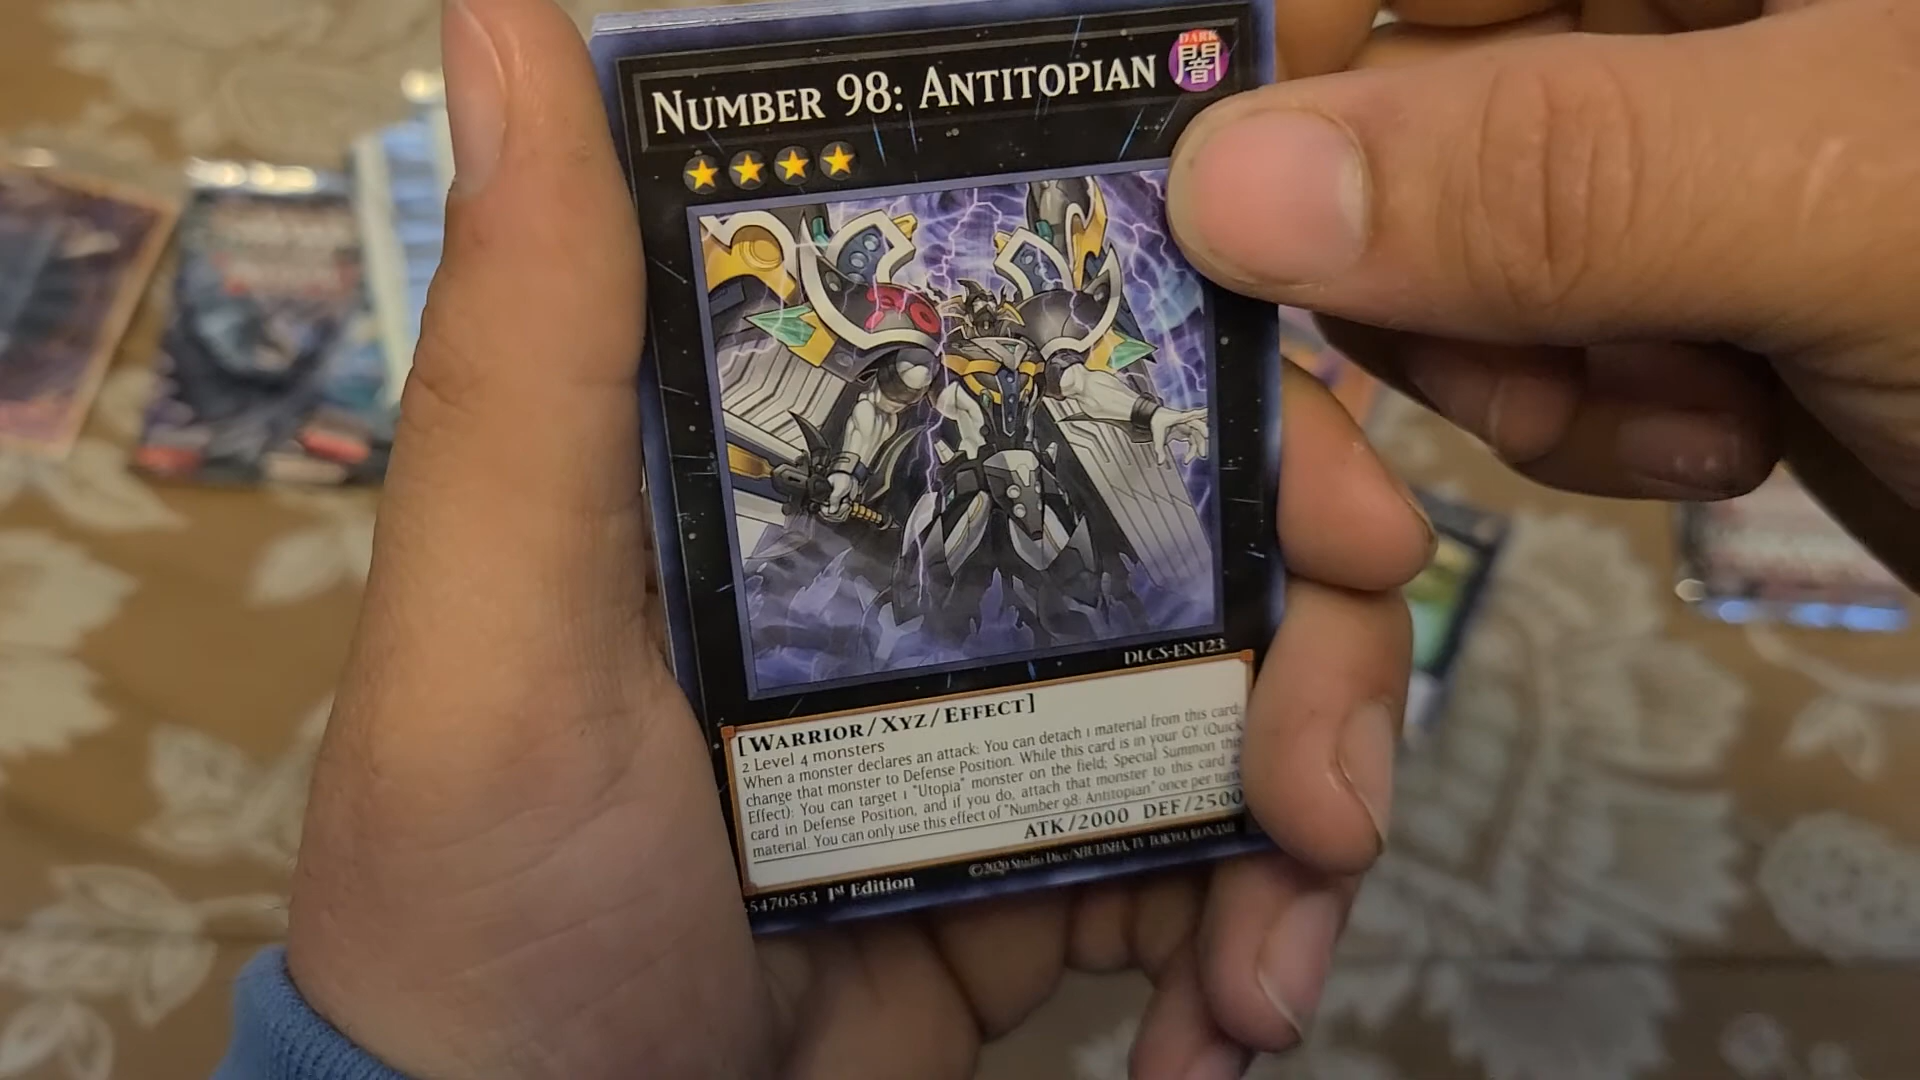 NUMBER 98: ANTITOPIAN
DARK
闇
98
DLCS-EN123
[WARRIOR/XYZ/EFFECT]
2 Level 4 monsters
When a monster declares an attack: You can detach 1 material from this card;
change that monster to Defense Position. While this card is in your GY (Quick
Effect): You can target 1 "Utopia" monster on the field; Special Summon this
card in Defense Position, and if you do, attach that monster to this card a
material. You can only use this effect of "Number 98: Antitopian" once per turn
ATK/2000 DEF/2500
5470553 1st Edition
©2020 Studio Dice/SHUEISHA, TV TOKYO, KONAMI